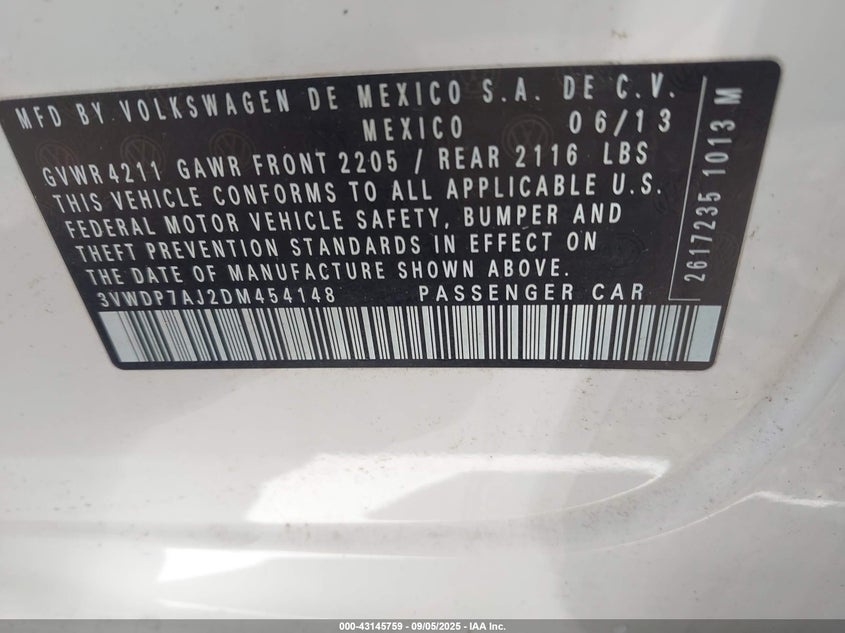 MFD BY VOLKSWAGEN DE MEXICO S.A. DE C.V.
MEXICO 06/13
GVWR 4211 GAWR FRONT 2205 / REAR 2116 LBS
THIS VEHICLE CONFORMS TO ALL APPLICABLE U.S.
FEDERAL MOTOR VEHICLE SAFETY, BUMPER AND
THEFT PREVENTION STANDARDS IN EFFECT ON
THE DATE OF MANUFACTURE SHOWN ABOVE.
3VWDP7AJ2DM454148 PASSENGER CAR
2617235 1013 M
000-43145759 - 09/05/2025 - IAA Inc.